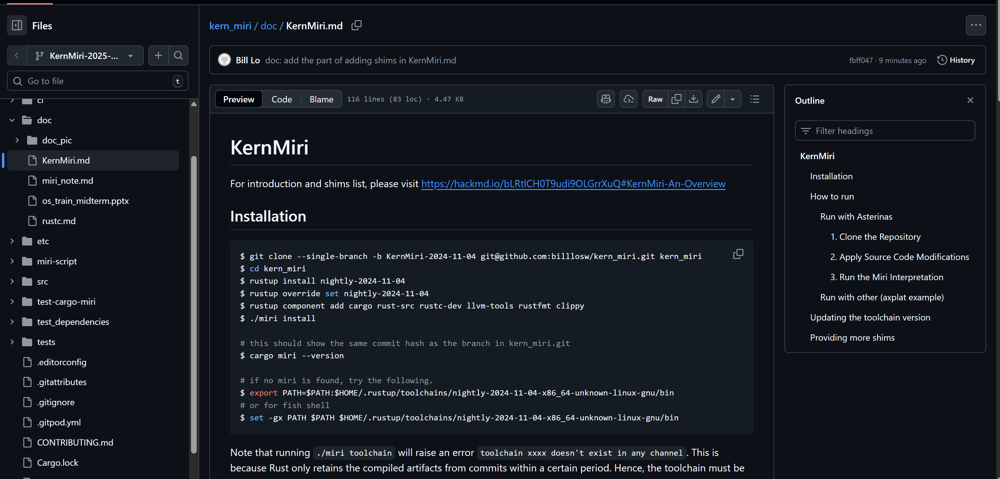 Files
KernMiri-2025-...
Go to file
t
ci
doc
doc_pic
KernMiri.md
miri_note.md
os_train_midterm.pptx
rustc.md
etc
miri-script
src
test-cargo-miri
test_dependencies
tests
.editorconfig
.gitattributes
.gitignore
.gitpod.yml
CONTRIBUTING.md
Cargo.lock
kern_miri / doc / KernMiri.md
Bill Lo doc: add the part of adding shims in KernMiri.md
fbff047 · 9 minutes ago
History
Preview Code Blame 116 lines (83 loc) · 4.47 KB
Raw
KernMiri
For introduction and shims list, please visit https://hackmd.io/bLRtlCH0T9udi9OLGrrXuQ#KernMiri-An-Overview
Installation
$ git clone --single-branch -b KernMiri-2024-11-04 git@github.com:billlosw/kern_miri.git kern_miri
$ cd kern_miri
$ rustup install nightly-2024-11-04
$ rustup override set nightly-2024-11-04
$ rustup component add cargo rust-src rustc-dev llvm-tools rustfmt clippy
$ ./miri install
# this should show the same commit hash as the branch in kern_miri.git
$ cargo miri --version
# if no miri is found, try the following.
$ export PATH=$PATH:$HOME/.rustup/toolchains/nightly-2024-11-04-x86_64-unknown-linux-gnu/bin
# or for fish shell
$ set -gx PATH $PATH $HOME/.rustup/toolchains/nightly-2024-11-04-x86_64-unknown-linux-gnu/bin
Note that running ./miri toolchain will raise an error toolchain xxxx doesn't exist in any channel. This is
because Rust only retains the compiled artifacts from commits within a certain period. Hence, the toolchain must be
Outline
Filter headings
KernMiri
Installation
How to run
Run with Asterinas
1. Clone the Repository
2. Apply Source Code Modifications
3. Run the Miri Interpretation
Run with other (axplat example)
Updating the toolchain version
Providing more shims